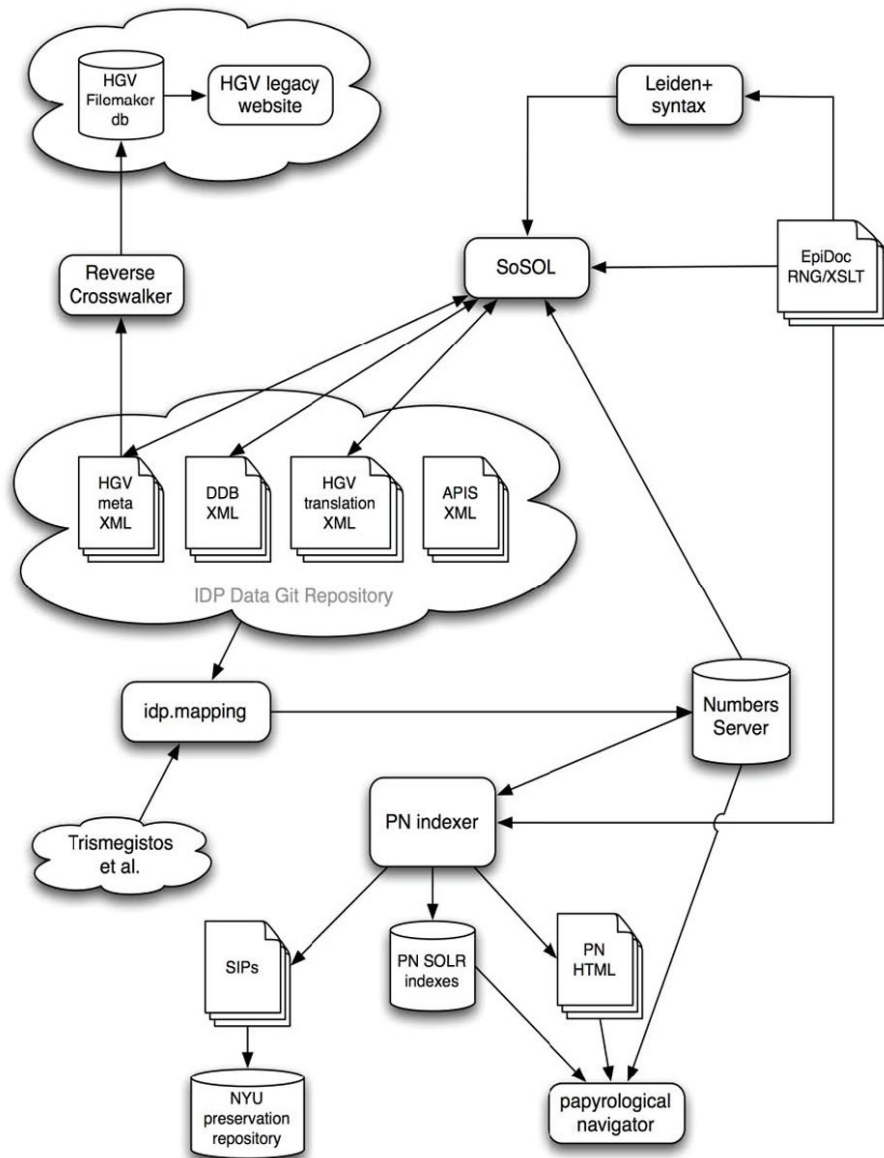 HGV
Filemaker
db
HGV legacy
website
Leiden+
syntax
EpiDoc
RNG/XSLT
Reverse
Crosswalker
SoSOL
HGV
meta
XML
DDB
XML
HGV
translation
XML
APIS
XML
IDP Data Git Repository
idp.mapping
Numbers
Server
Trismegistos
et al.
PN indexer
SIPs
PN SOLR
indexes
PN
HTML
NYU
preservation
repository
papyrological
navigator